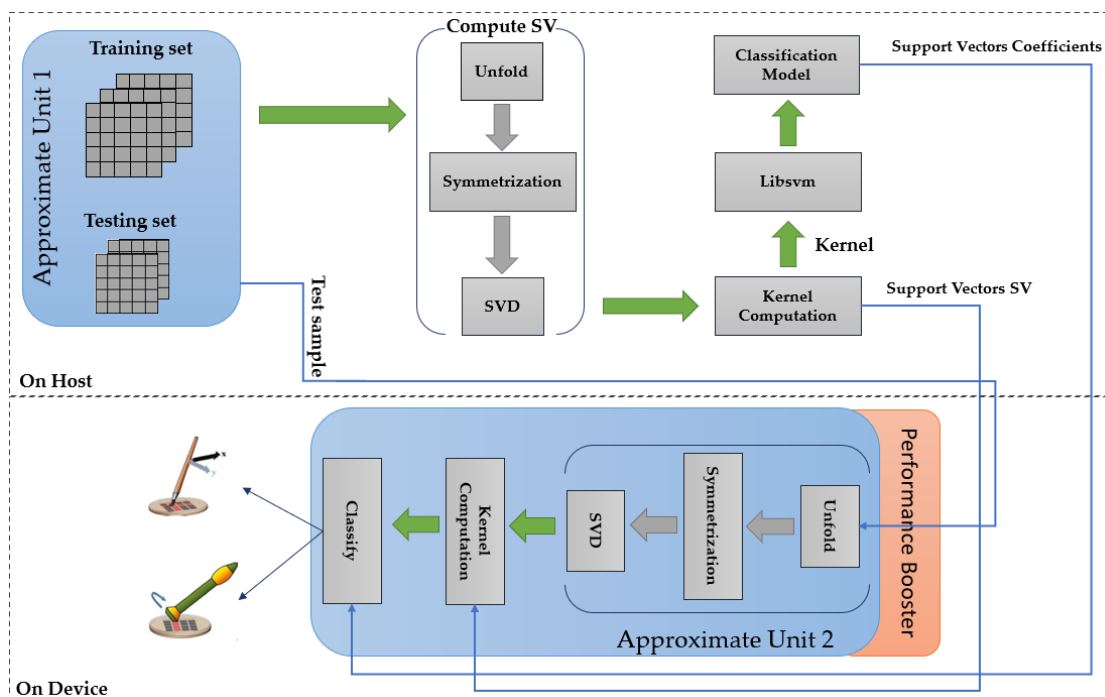 Approximate Unit 1
Training set
Testing set
Compute SV
Unfold
Symmetrization
SVD
Classification
Model
Libsvm
Kernel
Kernel
Computation
Support Vectors Coefficients
Support Vectors SV
Test sample
On Host
x
y
Classify
Kernel
Computation
SVD
Symmetrization
Unfold
Performance Booster
Approximate Unit 2
On Device